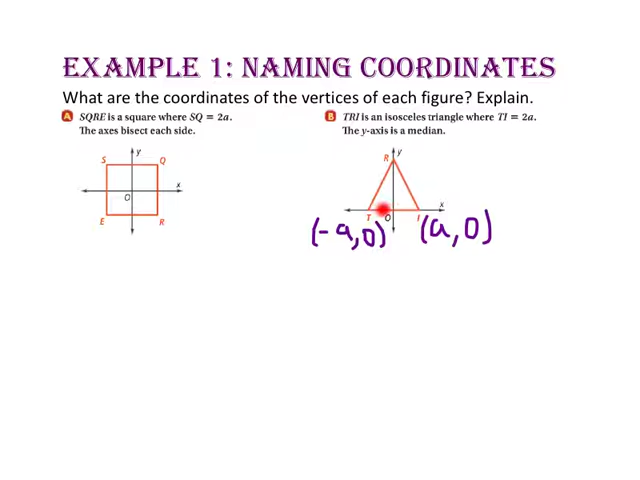 EXAMPLE 1: NAMING COORDINATES
What are the coordinates of the vertices of each figure? Explain.
A SQRE is a square where SQ = 2a.
The axes bisect each side.
B TRI is an isosceles triangle where TI = 2a.
The y-axis is a median.
y
S Q
x
O
E R
R y
x
T O I
(-a,0) (a,0)